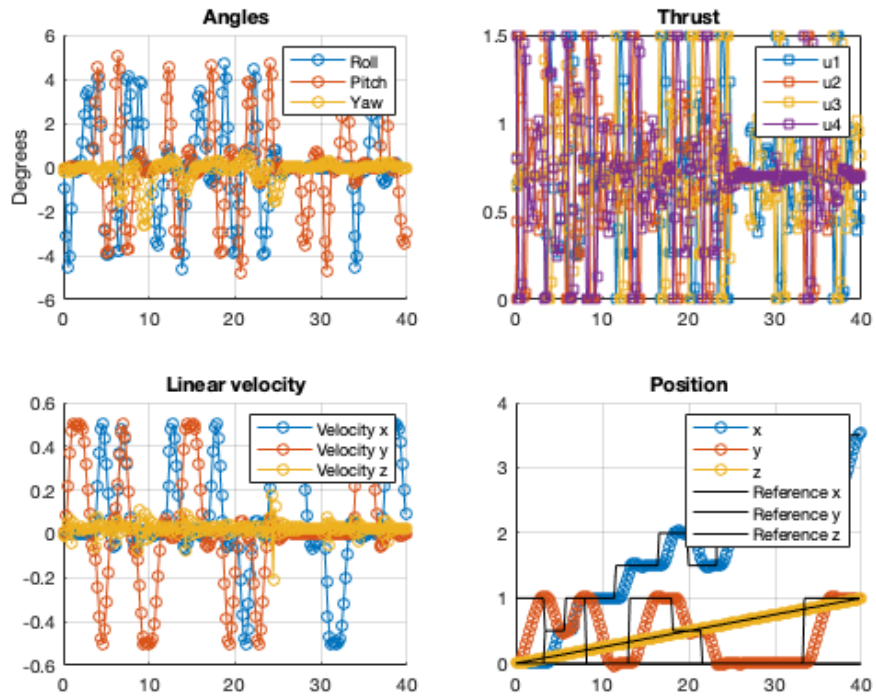 Angles
6
4
2
0
-2
-4
-6
Degrees
Roll
Pitch
Yaw
0 10 20 30 40
Thrust
1.5
1
0.5
0
u1
u2
u3
u4
0 10 20 30 40
Linear velocity
0.6
0.4
0.2
0
-0.2
-0.4
-0.6
Velocity x
Velocity y
Velocity z
0 10 20 30 40
Position
4
3
2
1
0
x
y
z
Reference x
Reference y
Reference z
0 10 20 30 40